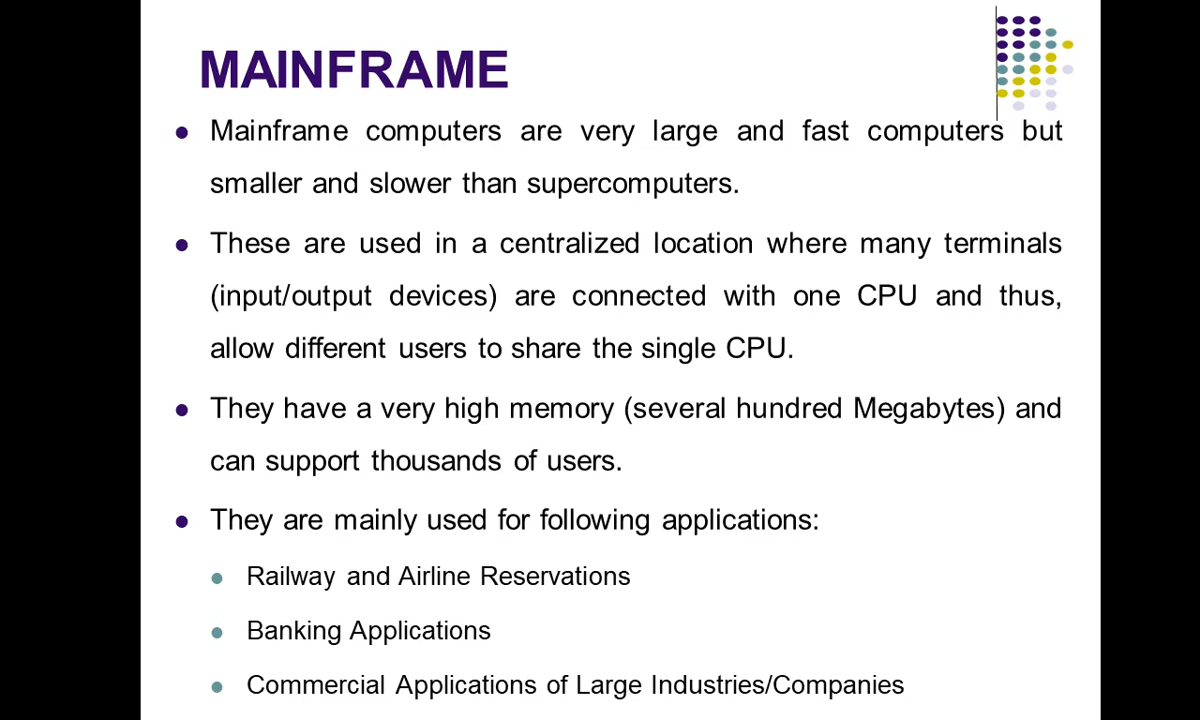 MAINFRAME
Mainframe computers are very large and fast computers but
smaller and slower than supercomputers.
These are used in a centralized location where many terminals
(input/output devices) are connected with one CPU and thus,
allow different users to share the single CPU.
They have a very high memory (several hundred Megabytes) and
can support thousands of users.
They are mainly used for following applications:
Railway and Airline Reservations
Banking Applications
Commercial Applications of Large Industries/Companies